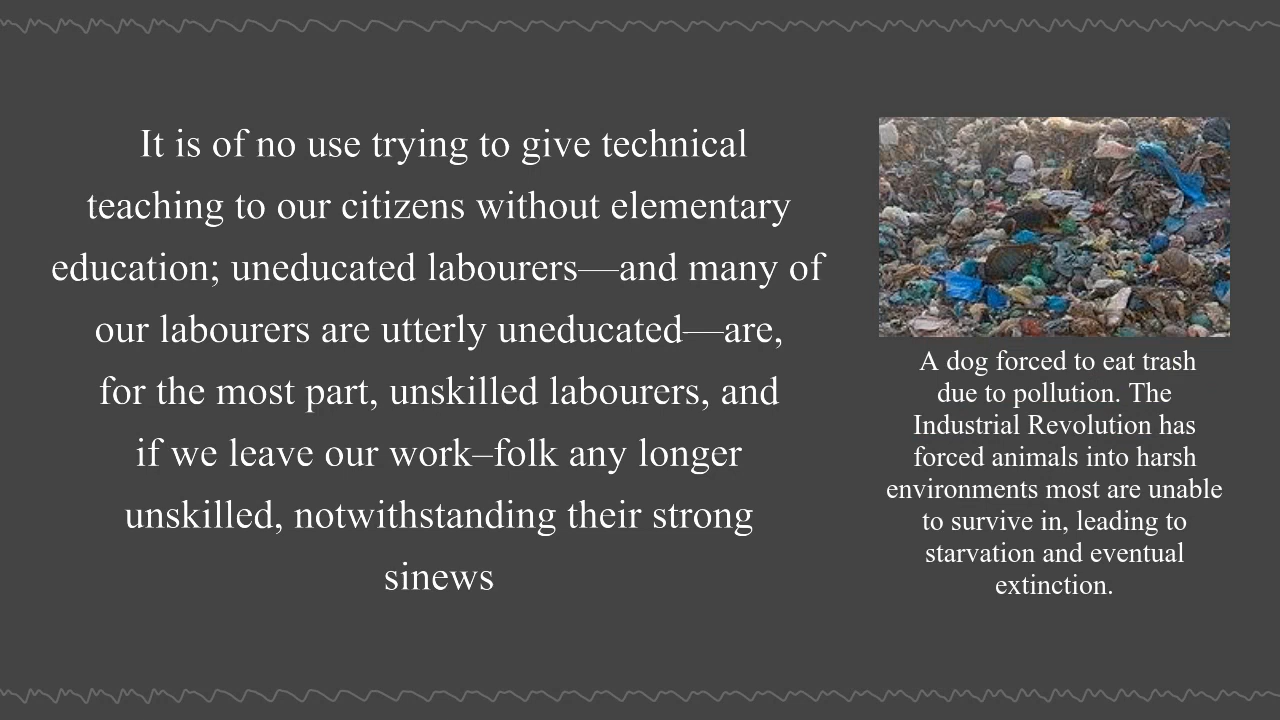 It is of no use trying to give technical
teaching to our citizens without elementary
education; uneducated labourers—and many of
our labourers are utterly uneducated—are,
for the most part, unskilled labourers, and
if we leave our work–folk any longer
unskilled, notwithstanding their strong
sinews
A dog forced to eat trash
due to pollution. The
Industrial Revolution has
forced animals into harsh
environments most are unable
to survive in, leading to
starvation and eventual
extinction.